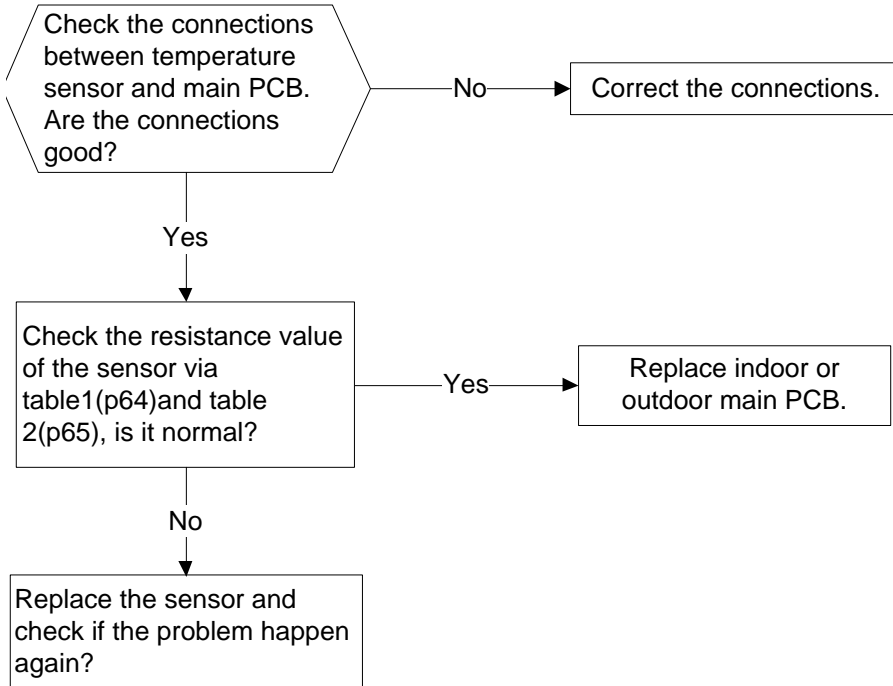 Check the connections
between temperature
sensor and main PCB.
Are the connections
good?
No
Correct the connections.
Yes
Check the resistance value
of the sensor via
table1(p64)and table
2(p65), is it normal?
Yes
Replace indoor or
outdoor main PCB.
No
Replace the sensor and
check if the problem happen
again?